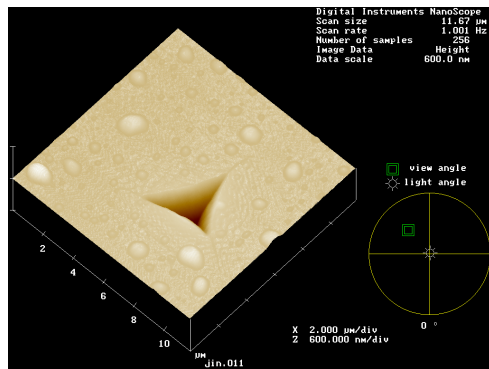 Digital Instruments NanoScope
Scan size 11.67 µm
Scan rate 1.001 Hz
Number of samples 256
Image Data Height
Data scale 600.0 nm
view angle
light angle
2
4
6
8
10
µm
X 2.000 µm/div
Z 600.000 nm/div
0 °
jin.011